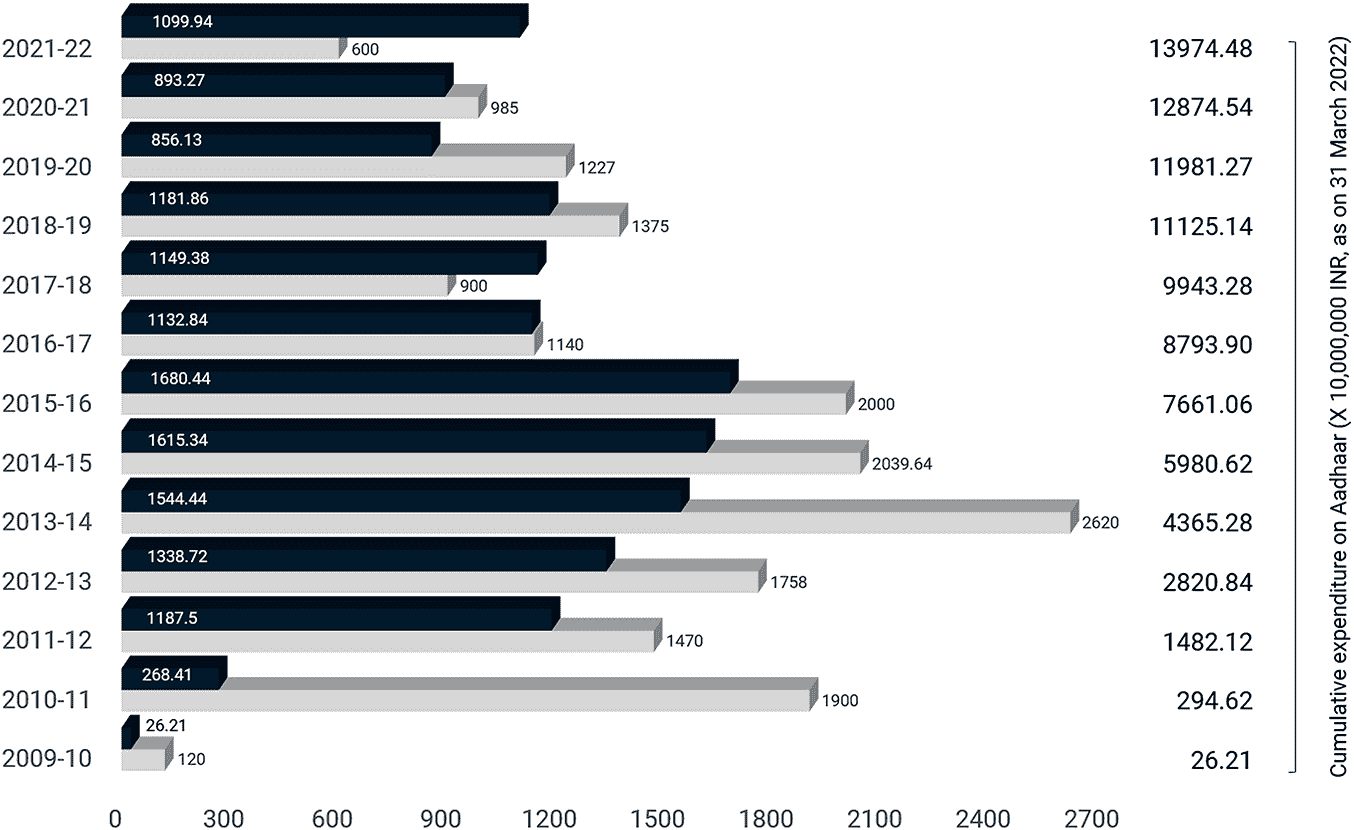 1099.94
2021-22 600 13974.48
893.27
2020-21 985 12874.54
856.13
2019-20 1227 11981.27
1181.86
2018-19 1375 11125.14
1149.38
2017-18 900 9943.28
1132.84
2016-17 1140 8793.90
1680.44
2015-16 2000 7661.06
1615.34
2014-15 2039.64 5980.62
1544.44
2013-14 2620 4365.28
1338.72
2012-13 1758 2820.84
1187.5
2011-12 1470 1482.12
268.41
2010-11 1900 294.62
26.21
2009-10 120 26.21
0 300 600 900 1200 1500 1800 2100 2400 2700
Cumulative expenditure on Aadhaar (X 10,000,000 INR, as on 31 March 2022)